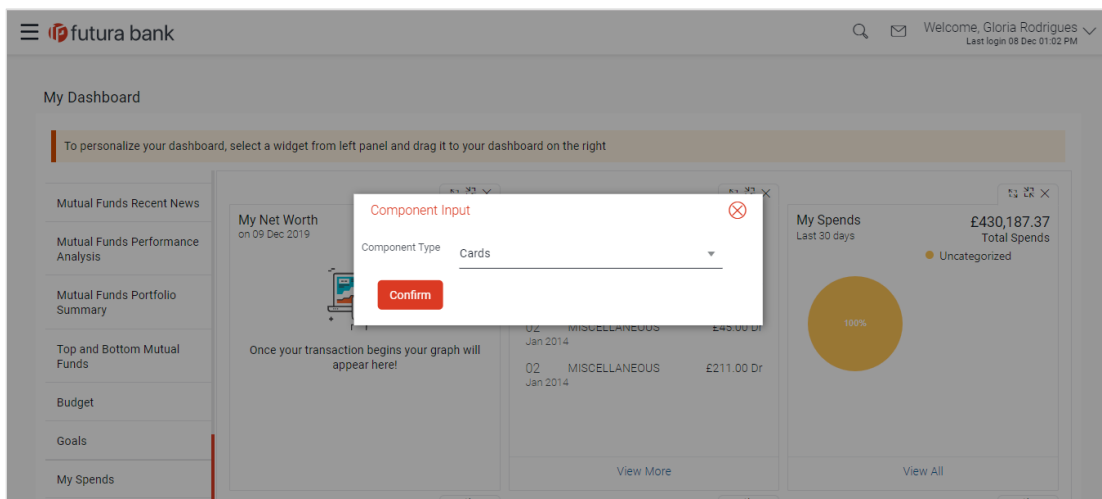 futura bank
Welcome, Gloria Rodrigues
Last login 08 Dec 01:02 PM
My Dashboard
To personalize your dashboard, select a widget from left panel and drag it to your dashboard on the right
Mutual Funds Recent News
Mutual Funds Performance
Analysis
Mutual Funds Portfolio
Summary
Top and Bottom Mutual
Funds
Budget
Goals
My Spends
My Net Worth
on 09 Dec 2019
Once your transaction begins your graph will
appear here!
Component Input
Component Type Cards
Confirm
02 MISCELLANEOUS £45.00 Dr
Jan 2014
02 MISCELLANEOUS £211.00 Dr
Jan 2014
View More
My Spends £430,187.37
Last 30 days Total Spends
Uncategorized
100%
View All